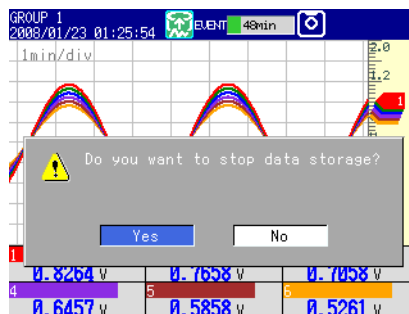 GROUP 1
2008/01/23 01:25:54 EVENT 48min
1min/div
2.0
1.2
1
Do you want to stop data storage?
Yes No
1
0.8264 V 0.7658 V 0.7058 V
4 5 6
0.6457 V 0.5858 V 0.5261 V